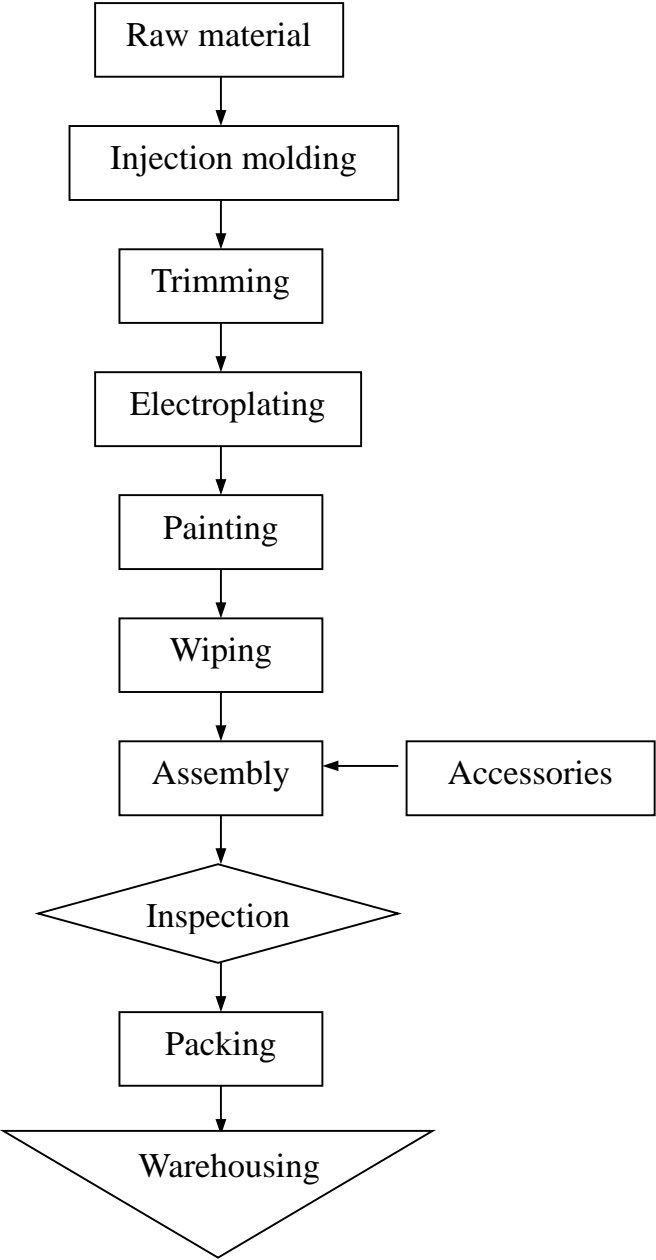 Raw material
Injection molding
Trimming
Electroplating
Painting
Wiping
Assembly
Accessories
Inspection
Packing
Warehousing